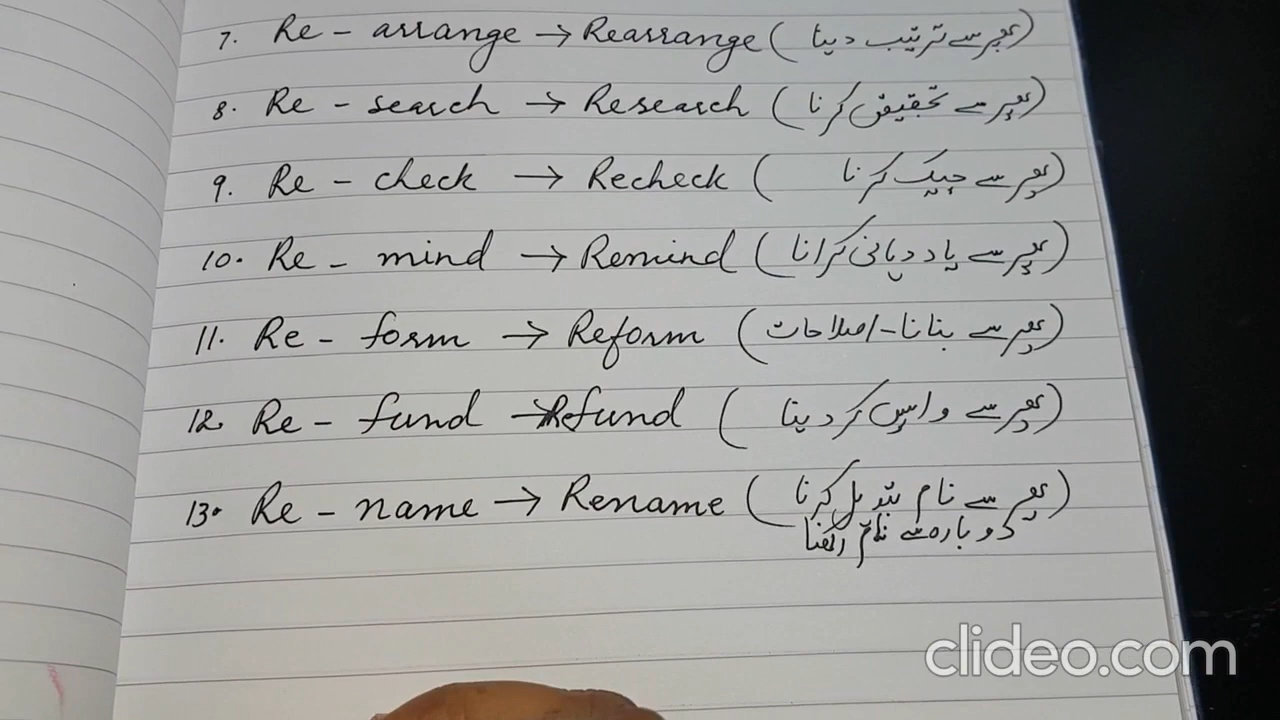 7. Re - arrange → Rearrange (پھر سے ترتیب دینا)
8. Re - search → Research (پھر سے تحقیق کرنا)
9. Re - check → Recheck (پھر سے چیک کرنا)
10. Re - mind → Remind (پھر سے یاد دہانی کرانا)
11. Re - form → Reform (پھر سے بنانا - اصلاحات)
12. Re - fund → Refund (پھر سے واپس کر دینا)
13. Re - name → Rename (پھر سے نام تبدیل کرنا)
دوبارہ سے نام رکھنا
clideo.com